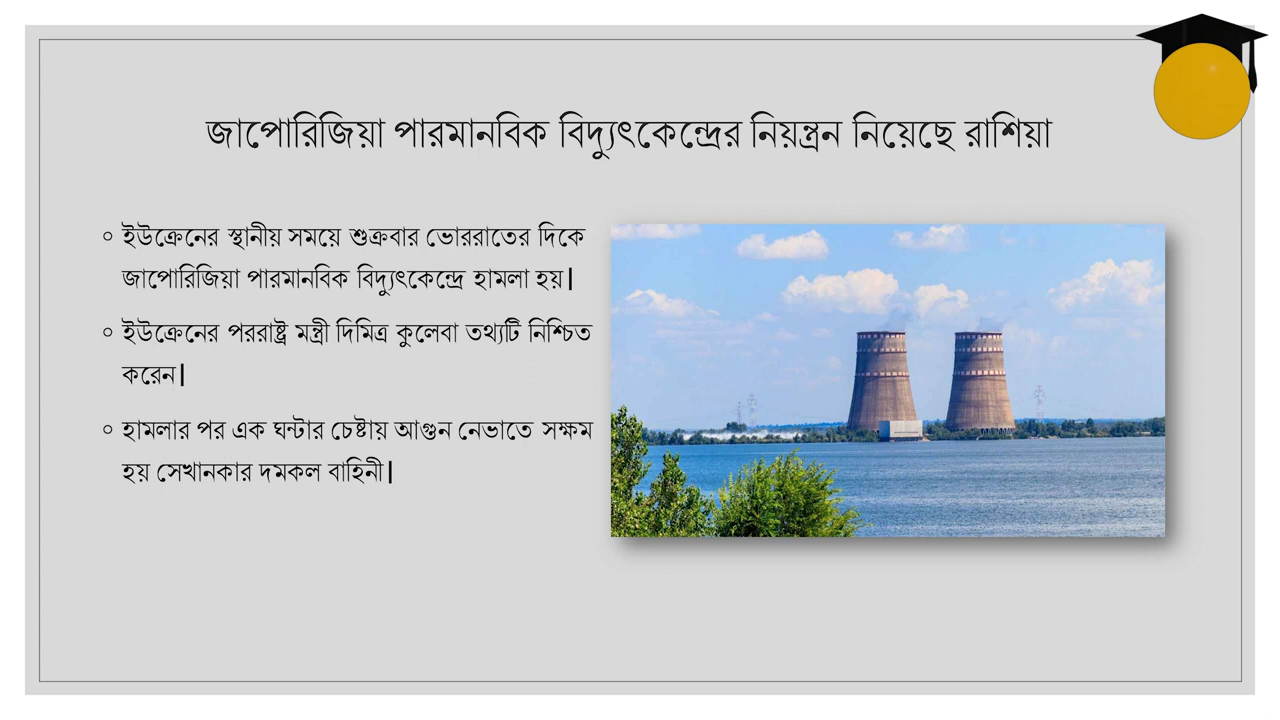 জাপোরিজিয়া পারমানবিক বিদ্যুৎকেন্দ্রের নিয়ন্ত্রন নিয়েছে রাশিয়া
ইউক্রেনের স্থানীয় সময়ে শুক্রবার ভোররাতের দিকে
জাপোরিজিয়া পারমানবিক বিদ্যুৎকেন্দ্রে হামলা হয়।
ইউক্রেনের পররাষ্ট্র মন্ত্রী দিমিত্র কুলেবা তথ্যটি নিশ্চিত
করেন।
হামলার পর এক ঘন্টার চেষ্টায় আগুন নেভাতে সক্ষম
হয় সেখানকার দমকল বাহিনী।